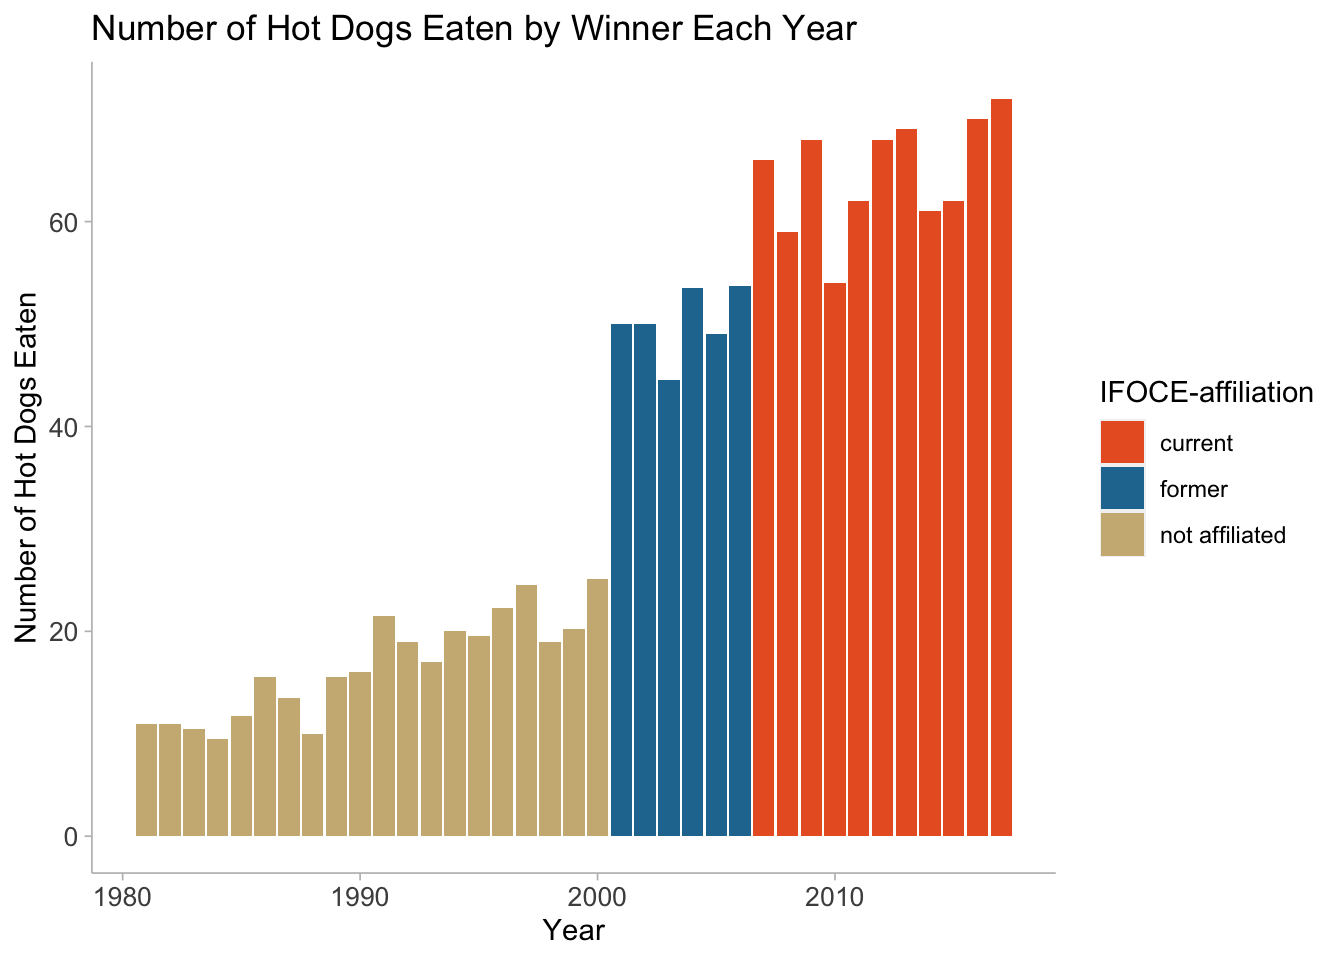 Number of Hot Dogs Eaten by Winner Each Year
Number of Hot Dogs Eaten
60
40
20
0
1980
1990
2000
2010
Year
IFOCE-affiliation
current
former
not affiliated